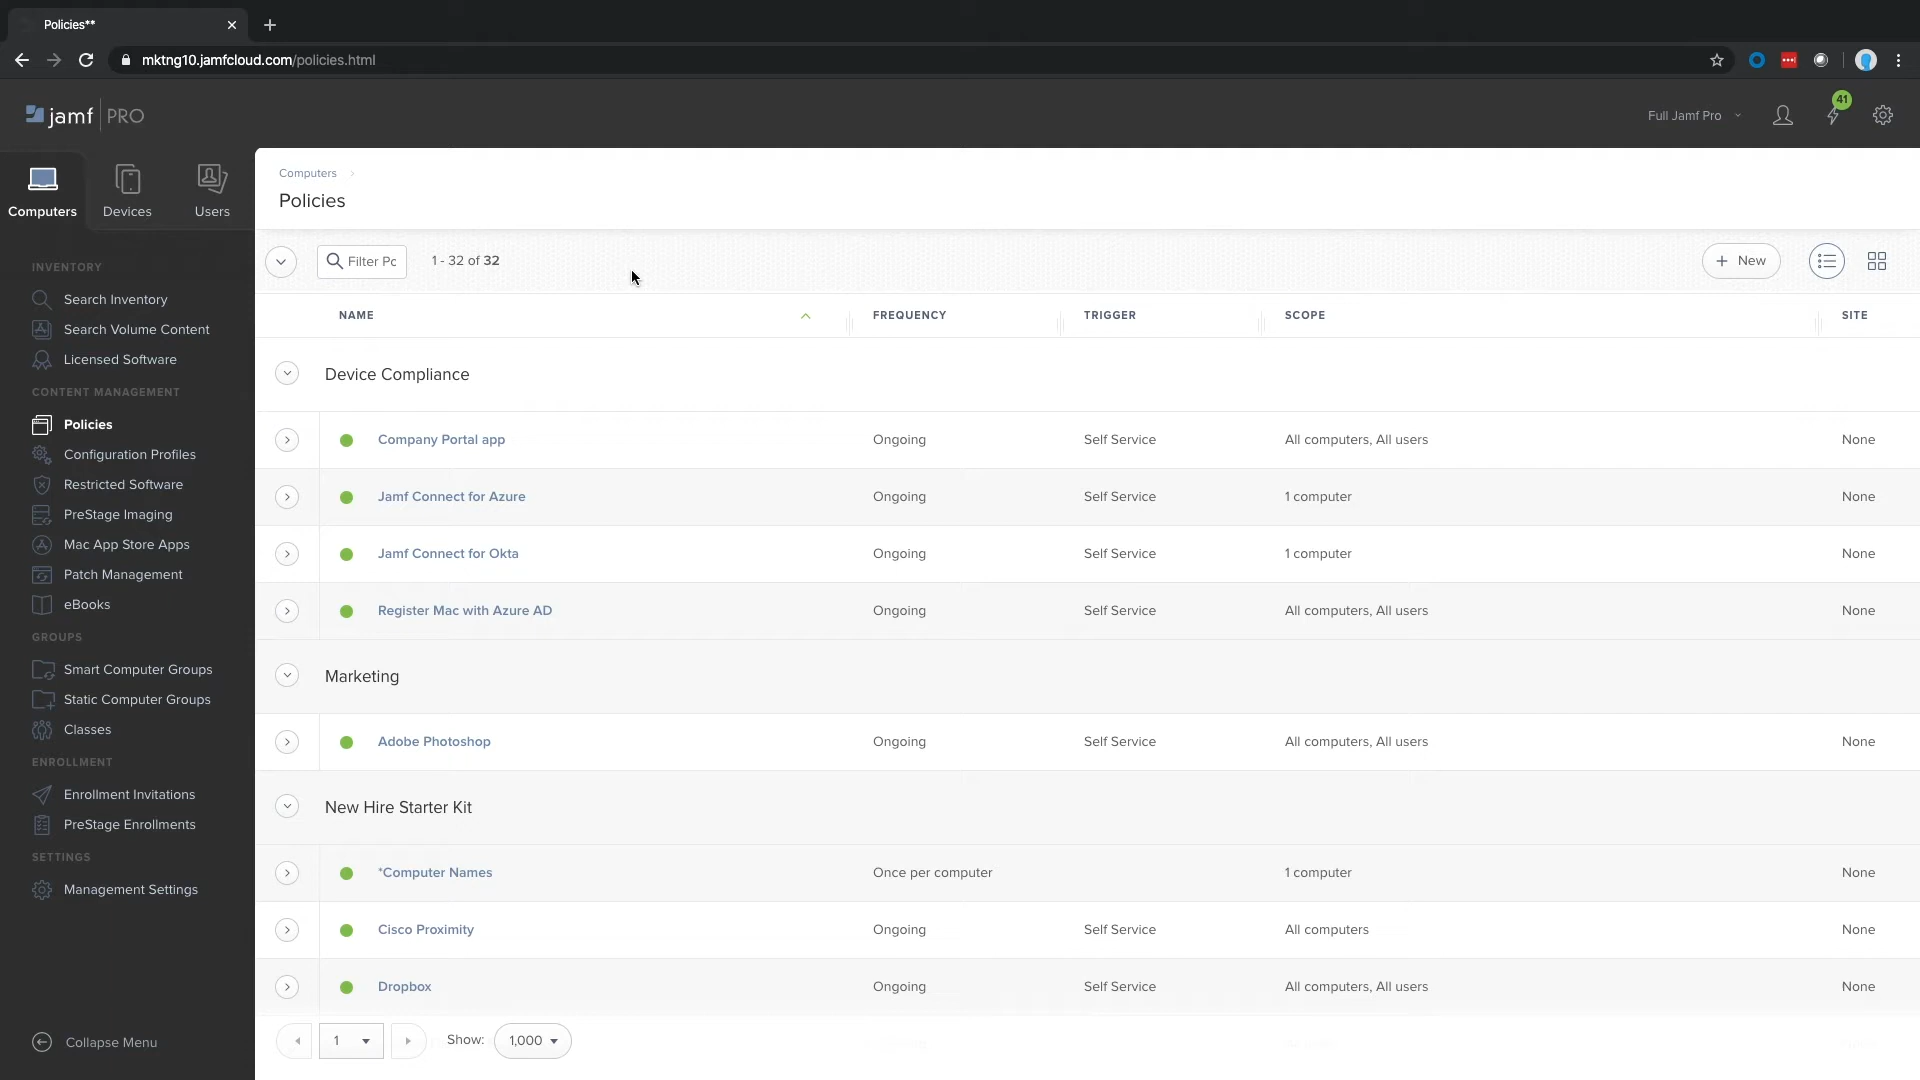 Policies**
mktng10.jamfcloud.com/policies.html
jamf PRO
Full Jamf Pro
41
Computers
Devices
Users
INVENTORY
Search Inventory
Search Volume Content
Licensed Software
CONTENT MANAGEMENT
Policies
Configuration Profiles
Restricted Software
PreStage Imaging
Mac App Store Apps
Patch Management
eBooks
GROUPS
Smart Computer Groups
Static Computer Groups
Classes
ENROLLMENT
Enrollment Invitations
PreStage Enrollments
SETTINGS
Management Settings
Collapse Menu
Computers
Policies
Filter Pc
1 - 32 of 32
New
NAME FREQUENCY TRIGGER SCOPE SITE
Device Compliance
Company Portal app Ongoing Self Service All computers, All users None
Jamf Connect for Azure Ongoing Self Service 1 computer None
Jamf Connect for Okta Ongoing Self Service 1 computer None
Register Mac with Azure AD Ongoing Self Service All computers, All users None
Marketing
Adobe Photoshop Ongoing Self Service All computers, All users None
New Hire Starter Kit
*Computer Names Once per computer 1 computer None
Cisco Proximity Ongoing Self Service All computers None
Dropbox Ongoing Self Service All computers, All users None
1 Show: 1,000